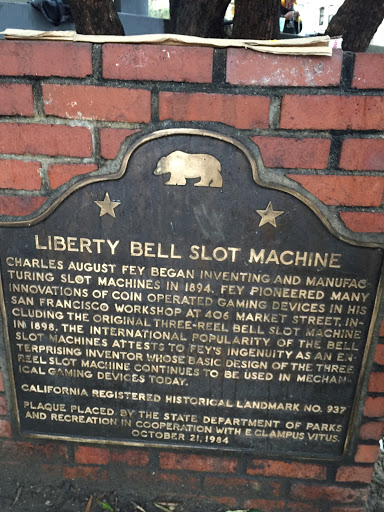 LIBERTY BELL SLOT MACHINE
CHARLES AUGUST FEY BEGAN INVENTING AND MANUFAC-
TURING SLOT MACHINES IN 1894. FEY PIONEERED MANY
INNOVATIONS OF COIN OPERATED GAMING DEVICES IN HIS
SAN FRANCISCO WORKSHOP AT 406 MARKET STREET, IN-
CLUDING THE ORIGINAL THREE-REEL BELL SLOT MACHINE
IN 1898. THE INTERNATIONAL POPULARITY OF THE BELL
SLOT MACHINES ATTESTS TO FEY'S INGENUITY AS AN EN-
TERPRISING INVENTOR WHOSE BASIC DESIGN OF THE THREE
REEL SLOT MACHINE CONTINUES TO BE USED IN MECHAN-
ICAL GAMING DEVICES TODAY.
CALIFORNIA REGISTERED HISTORICAL LANDMARK NO. 937
PLAQUE PLACED BY THE STATE DEPARTMENT OF PARKS
AND RECREATION IN COOPERATION WITH E CLAMPUS VITUS,
OCTOBER 21, 1984